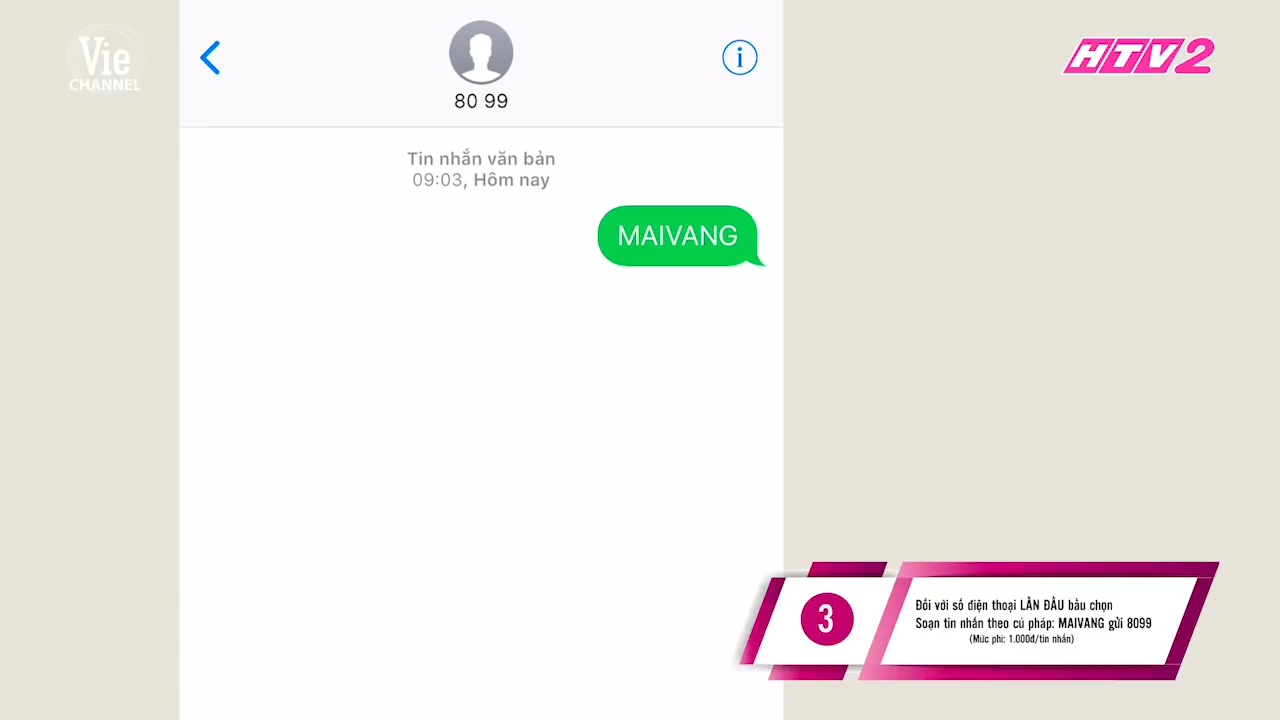 Vie
CHANNEL
HTV2
80 99
Tin nhắn văn bản
09:03, Hôm nay
MAIVANG
3
Đối với số điện thoại LẦN ĐẦU bầu chọn
Soạn tin nhắn theo cú pháp: MAIVANG gửi 8099
(Mức phí: 1.000đ/tin nhắn)